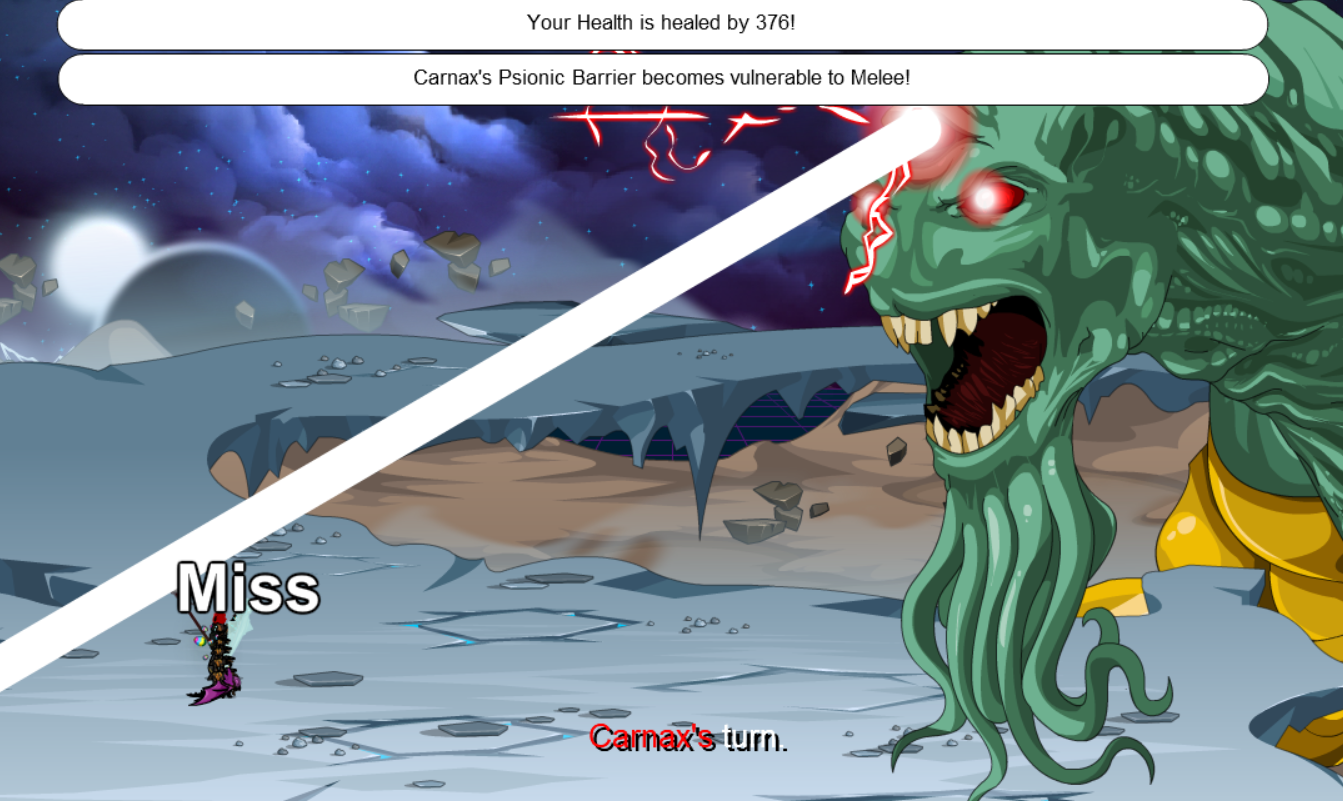 Your Health is healed by 376!
Carnax's Psionic Barrier becomes vulnerable to Melee!
Miss
Carnax's turn.